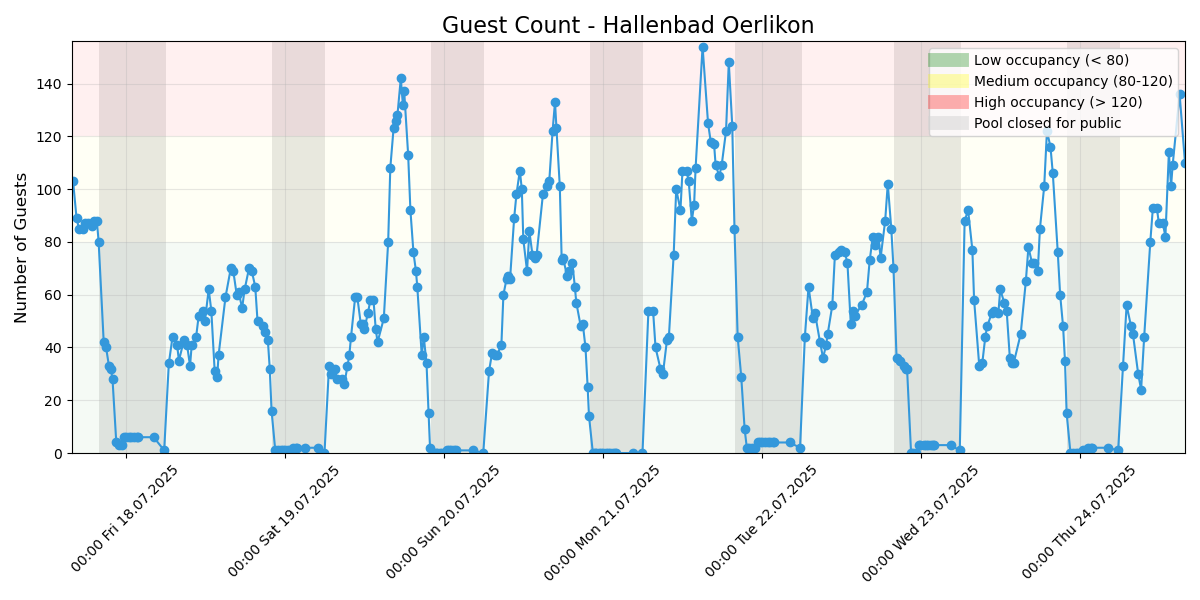 Guest Count - Hallenbad Oerlikon
Number of Guests
140
120
100
80
60
40
20
0
Low occupancy (< 80)
Medium occupancy (80-120)
High occupancy (> 120)
Pool closed for public
00:00 Fri 18.07.2025
00:00 Sat 19.07.2025
00:00 Sun 20.07.2025
00:00 Mon 21.07.2025
00:00 Tue 22.07.2025
00:00 Wed 23.07.2025
00:00 Thu 24.07.2025